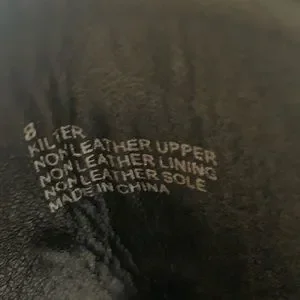 8
KILTER
NON LEATHER UPPER
NON LEATHER LINING
NON LEATHER SOLE
MADE IN CHINA